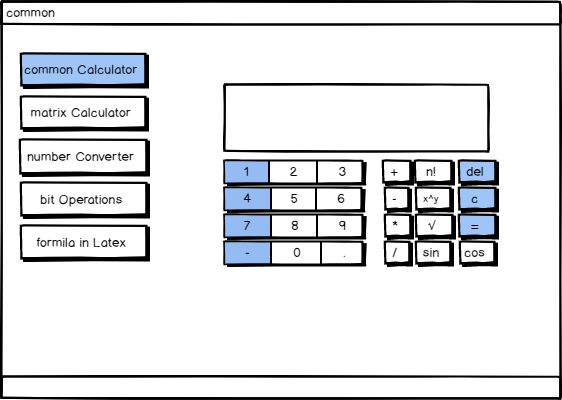 common
common Calculator
matrix Calculator
number Converter
bit Operations
formila in Latex
1 2 3 + n! del
4 5 6 - x^y c
7 8 9 * √ =
- 0 . / sin cos